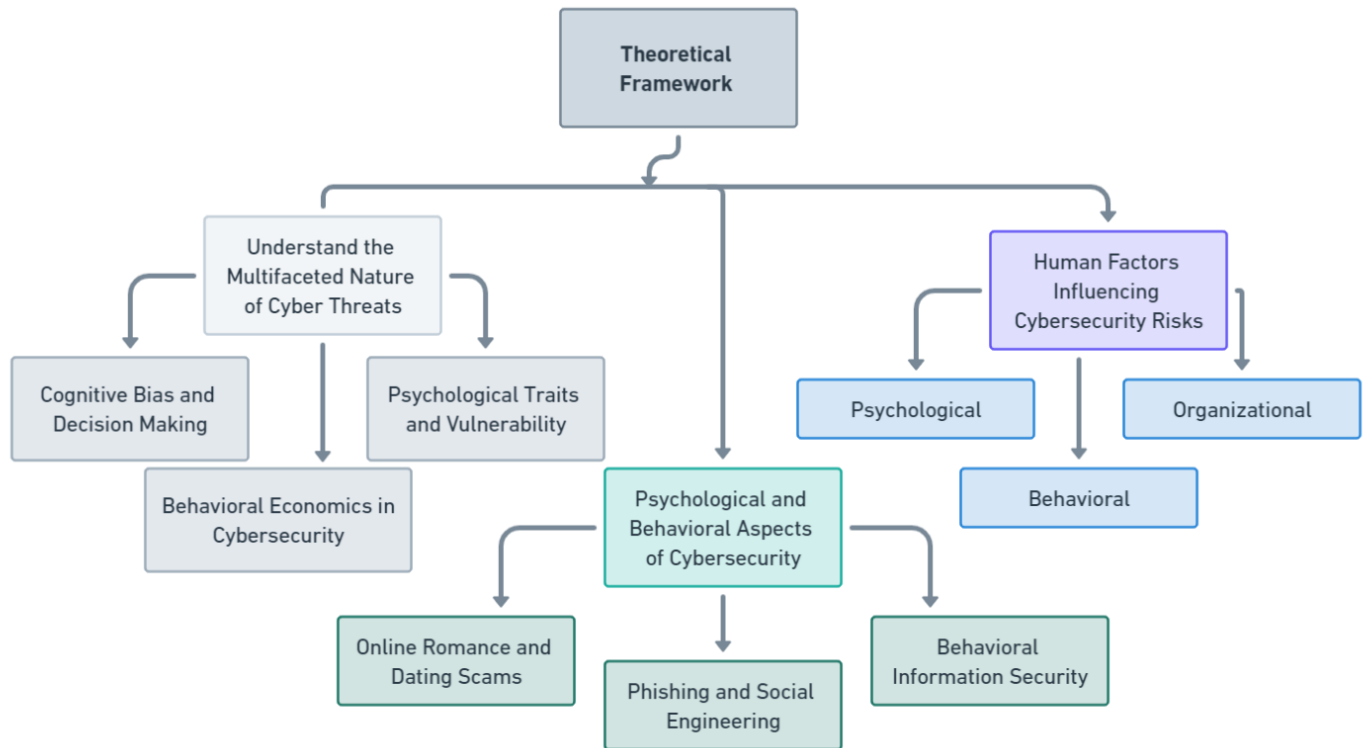 Theoretical
Framework
Understand the
Multifaceted Nature
of Cyber Threats
Human Factors
Influencing
Cybersecurity Risks
Cognitive Bias and
Decision Making
Psychological Traits
and Vulnerability
Psychological
Organizational
Behavioral Economics in
Cybersecurity
Psychological and
Behavioral Aspects
of Cybersecurity
Behavioral
Online Romance and
Dating Scams
Phishing and Social
Engineering
Behavioral
Information Security